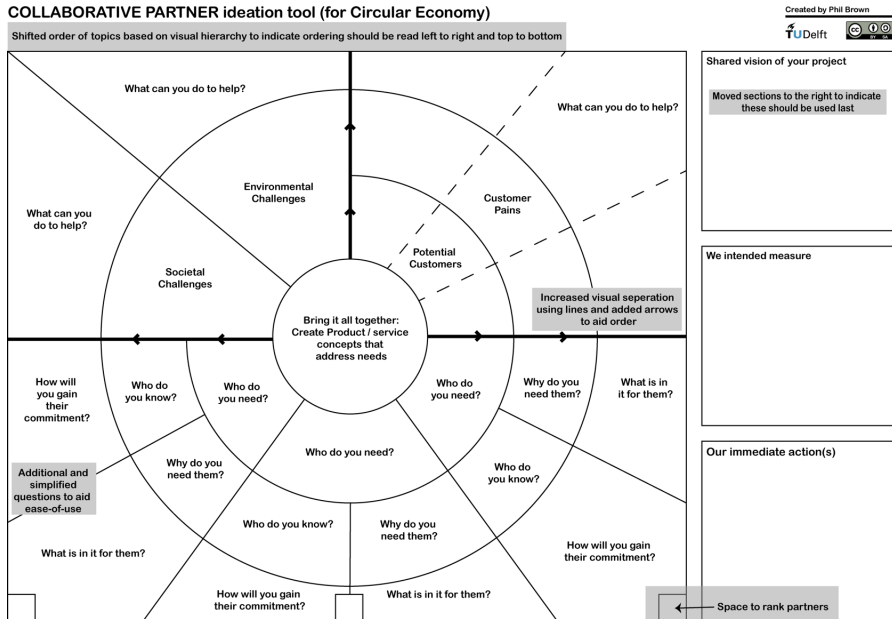 COLLABORATIVE PARTNER ideation tool (for Circular Economy)
Created by Phil Brown
TUDelft
cc
BY SA
Shifted order of topics based on visual hierarchy to indicate ordering should be read left to right and top to bottom
What can you do to help?
What can you do to help?
What can you
do to help?
Environmental
Challenges
Customer
Pains
Potential
Customers
Societal
Challenges
Increased visual seperation
using lines and added arrows
to aid order
Bring it all together:
Create Product / service
concepts that
address needs
How will
you gain
their
commitment?
Who do
you know?
Who do
you need?
Who do
you need?
Why do you
need them?
What is in
it for them?
Who do you need?
Why do you
need them?
Who do
you know?
Additional and
simplified
questions to aid
ease-of-use
Who do you know?
Why do you
need them?
What is in it for them?
How will you gain
their commitment?
How will you gain
their commitment?
What is in it for them?
Shared vision of your project
Moved sections to the right to indicate
these should be used last
We intended measure
Our immediate action(s)
Space to rank partners